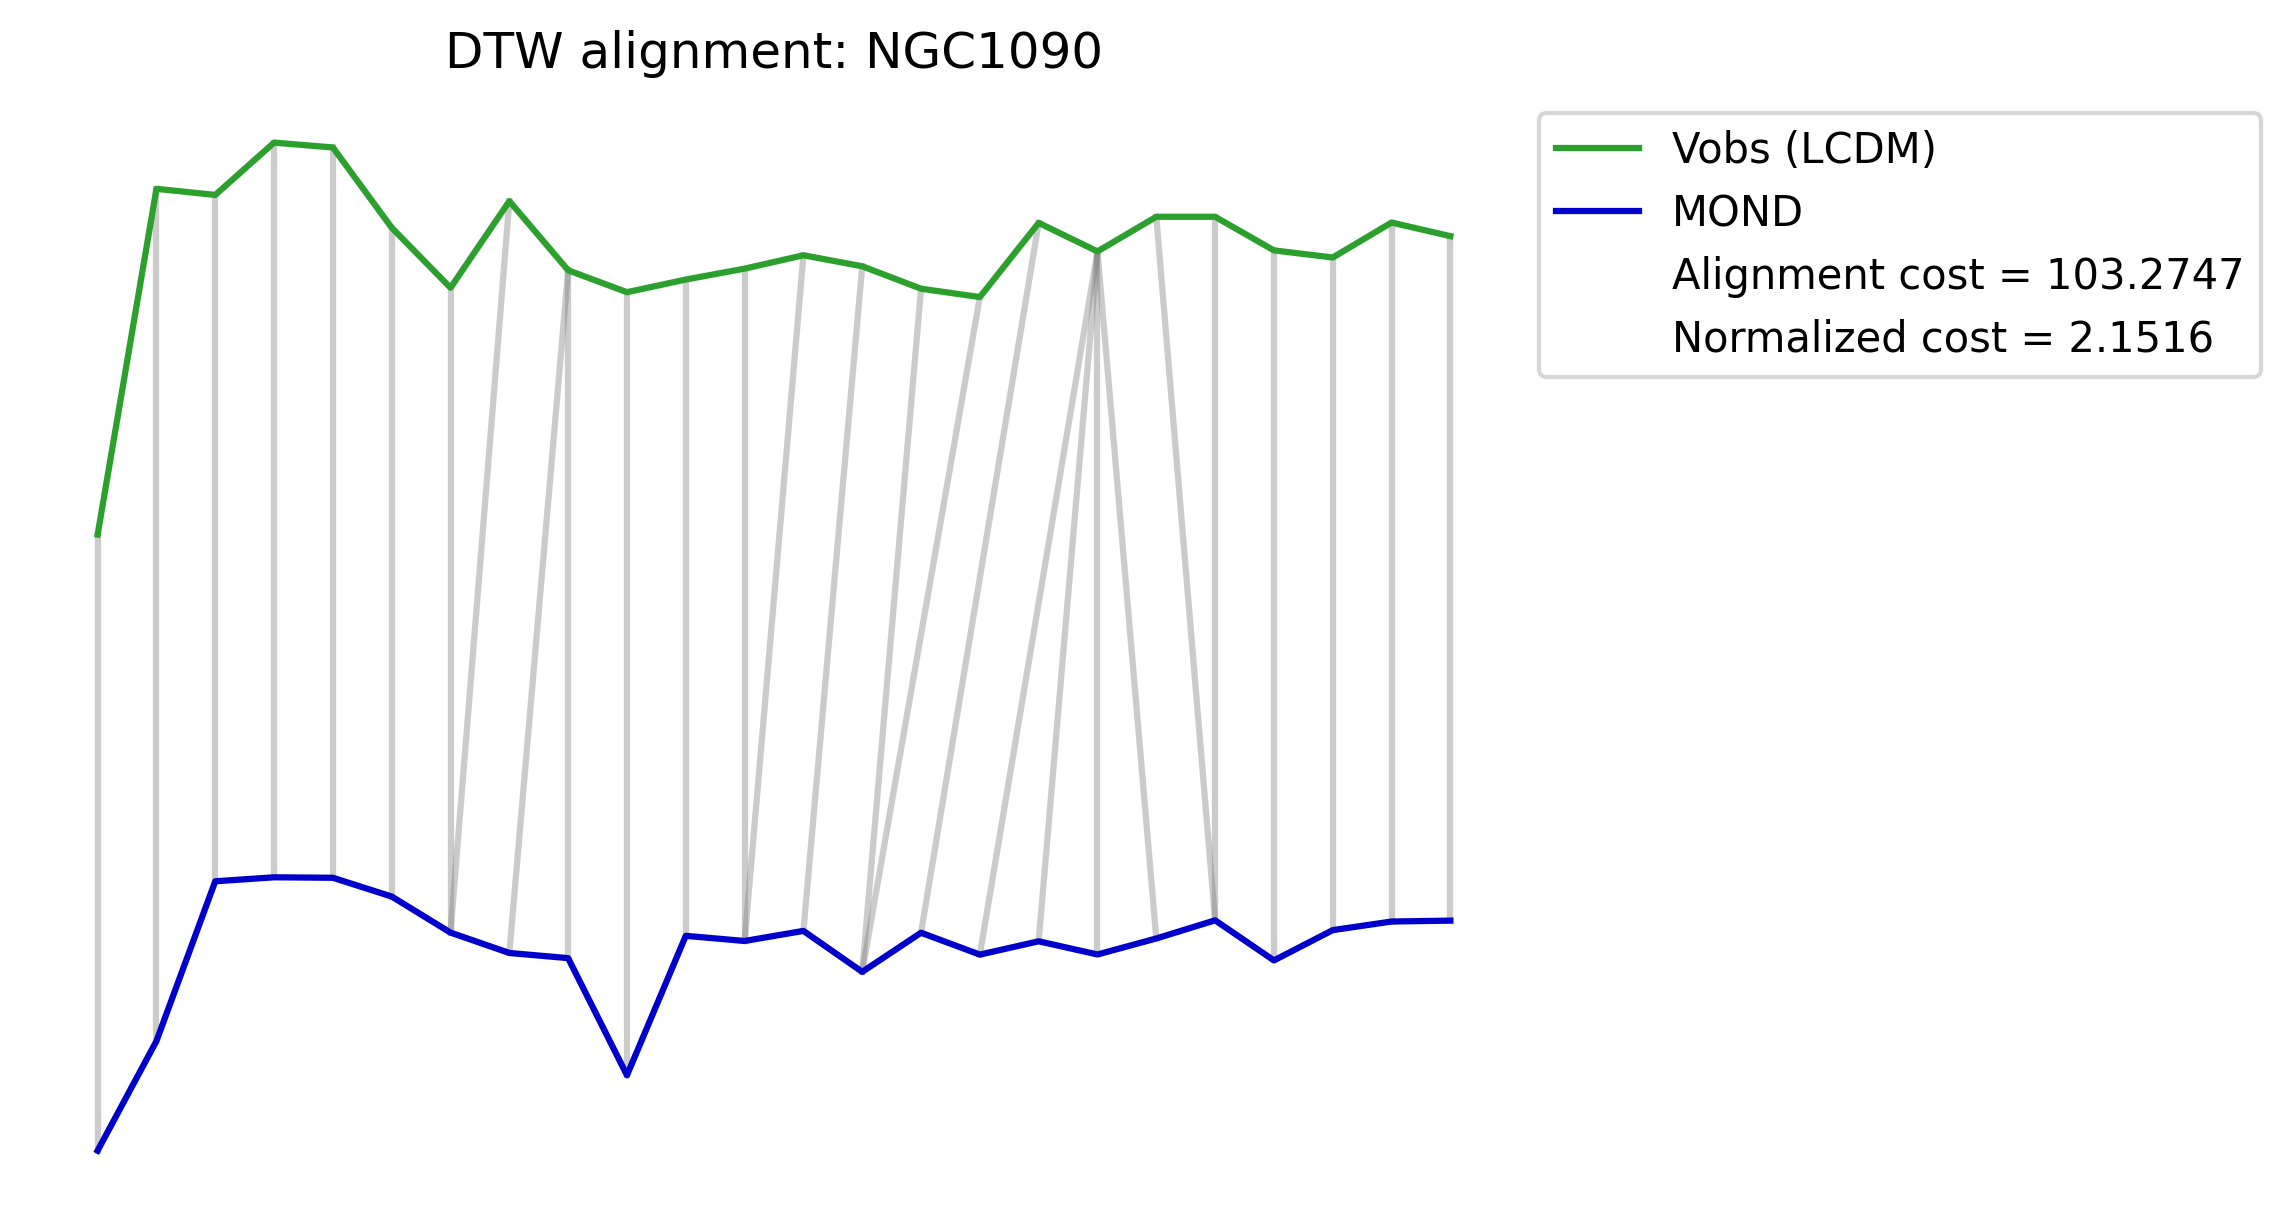 DTW alignment: NGC1090
Vobs (LCDM)
MOND
Alignment cost = 103.2747
Normalized cost = 2.1516